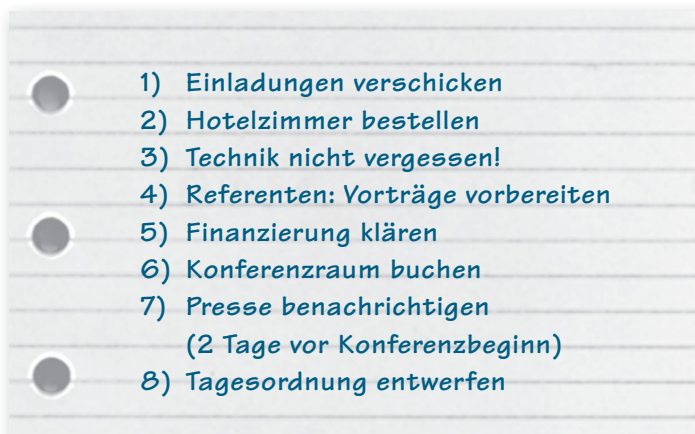 1) Einladungen verschicken
2) Hotelzimmer bestellen
3) Technik nicht vergessen!
4) Referenten: Vorträge vorbereiten
5) Finanzierung klären
6) Konferenzraum buchen
7) Presse benachrichtigen
(2 Tage vor Konferenzbeginn)
8) Tagesordnung entwerfen